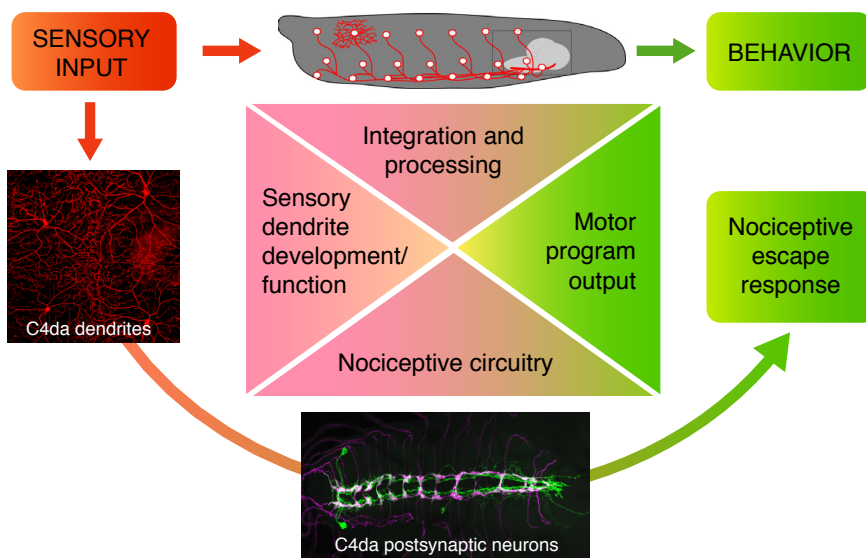 SENSORY
INPUT
BEHAVIOR
Integration and
processing
Sensory
dendrite
development/
function
Motor
program
output
Nociceptive
escape
response
C4da dendrites
Nociceptive circuitry
C4da postsynaptic neurons